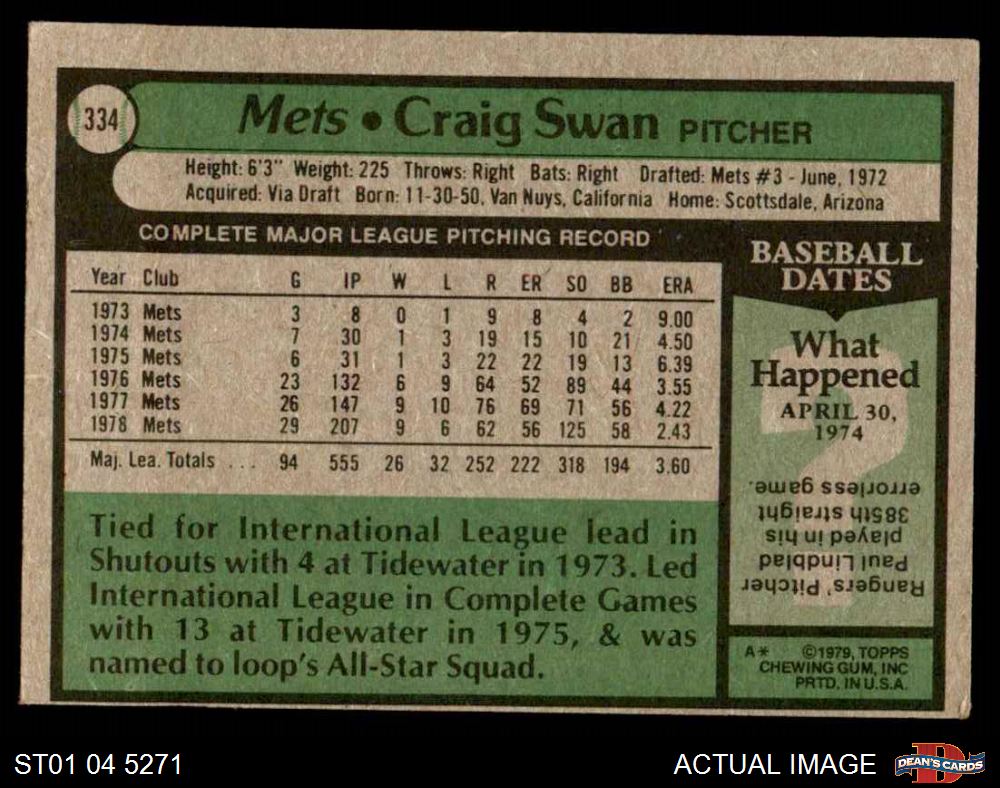 334
Mets • Craig Swan PITCHER
Height: 6'3" Weight: 225 Throws: Right Bats: Right Drafted: Mets #3 - June, 1972
Acquired: Via Draft Born: 11-30-50, Van Nuys, California Home: Scottsdale, Arizona
COMPLETE MAJOR LEAGUE PITCHING RECORD
Year Club G IP W L R ER SO BB ERA
1973 Mets 3 8 0 1 9 8 4 2 9.00
1974 Mets 7 30 1 3 19 15 10 21 4.50
1975 Mets 6 31 1 3 22 22 19 13 6.39
1976 Mets 23 132 6 9 64 52 89 44 3.55
1977 Mets 26 147 9 10 76 69 71 56 4.22
1978 Mets 29 207 9 6 62 56 125 58 2.43
Maj. Lea. Totals ... 94 555 26 32 252 222 318 194 3.60
Tied for International League lead in
Shutouts with 4 at Tidewater in 1973. Led
International League in Complete Games
with 13 at Tidewater in 1975, & was
named to loop's All-Star Squad.
BASEBALL
DATES
What
Happened
APRIL 30,
1974
Rangers' Pitcher
Paul Lindblad
played in his
385th straight
errorless game.
A* ©1979, TOPPS
CHEWING GUM, INC
PRTD. IN U.S.A.
ST01 04 5271
ACTUAL IMAGE
DEAN'S CARDS